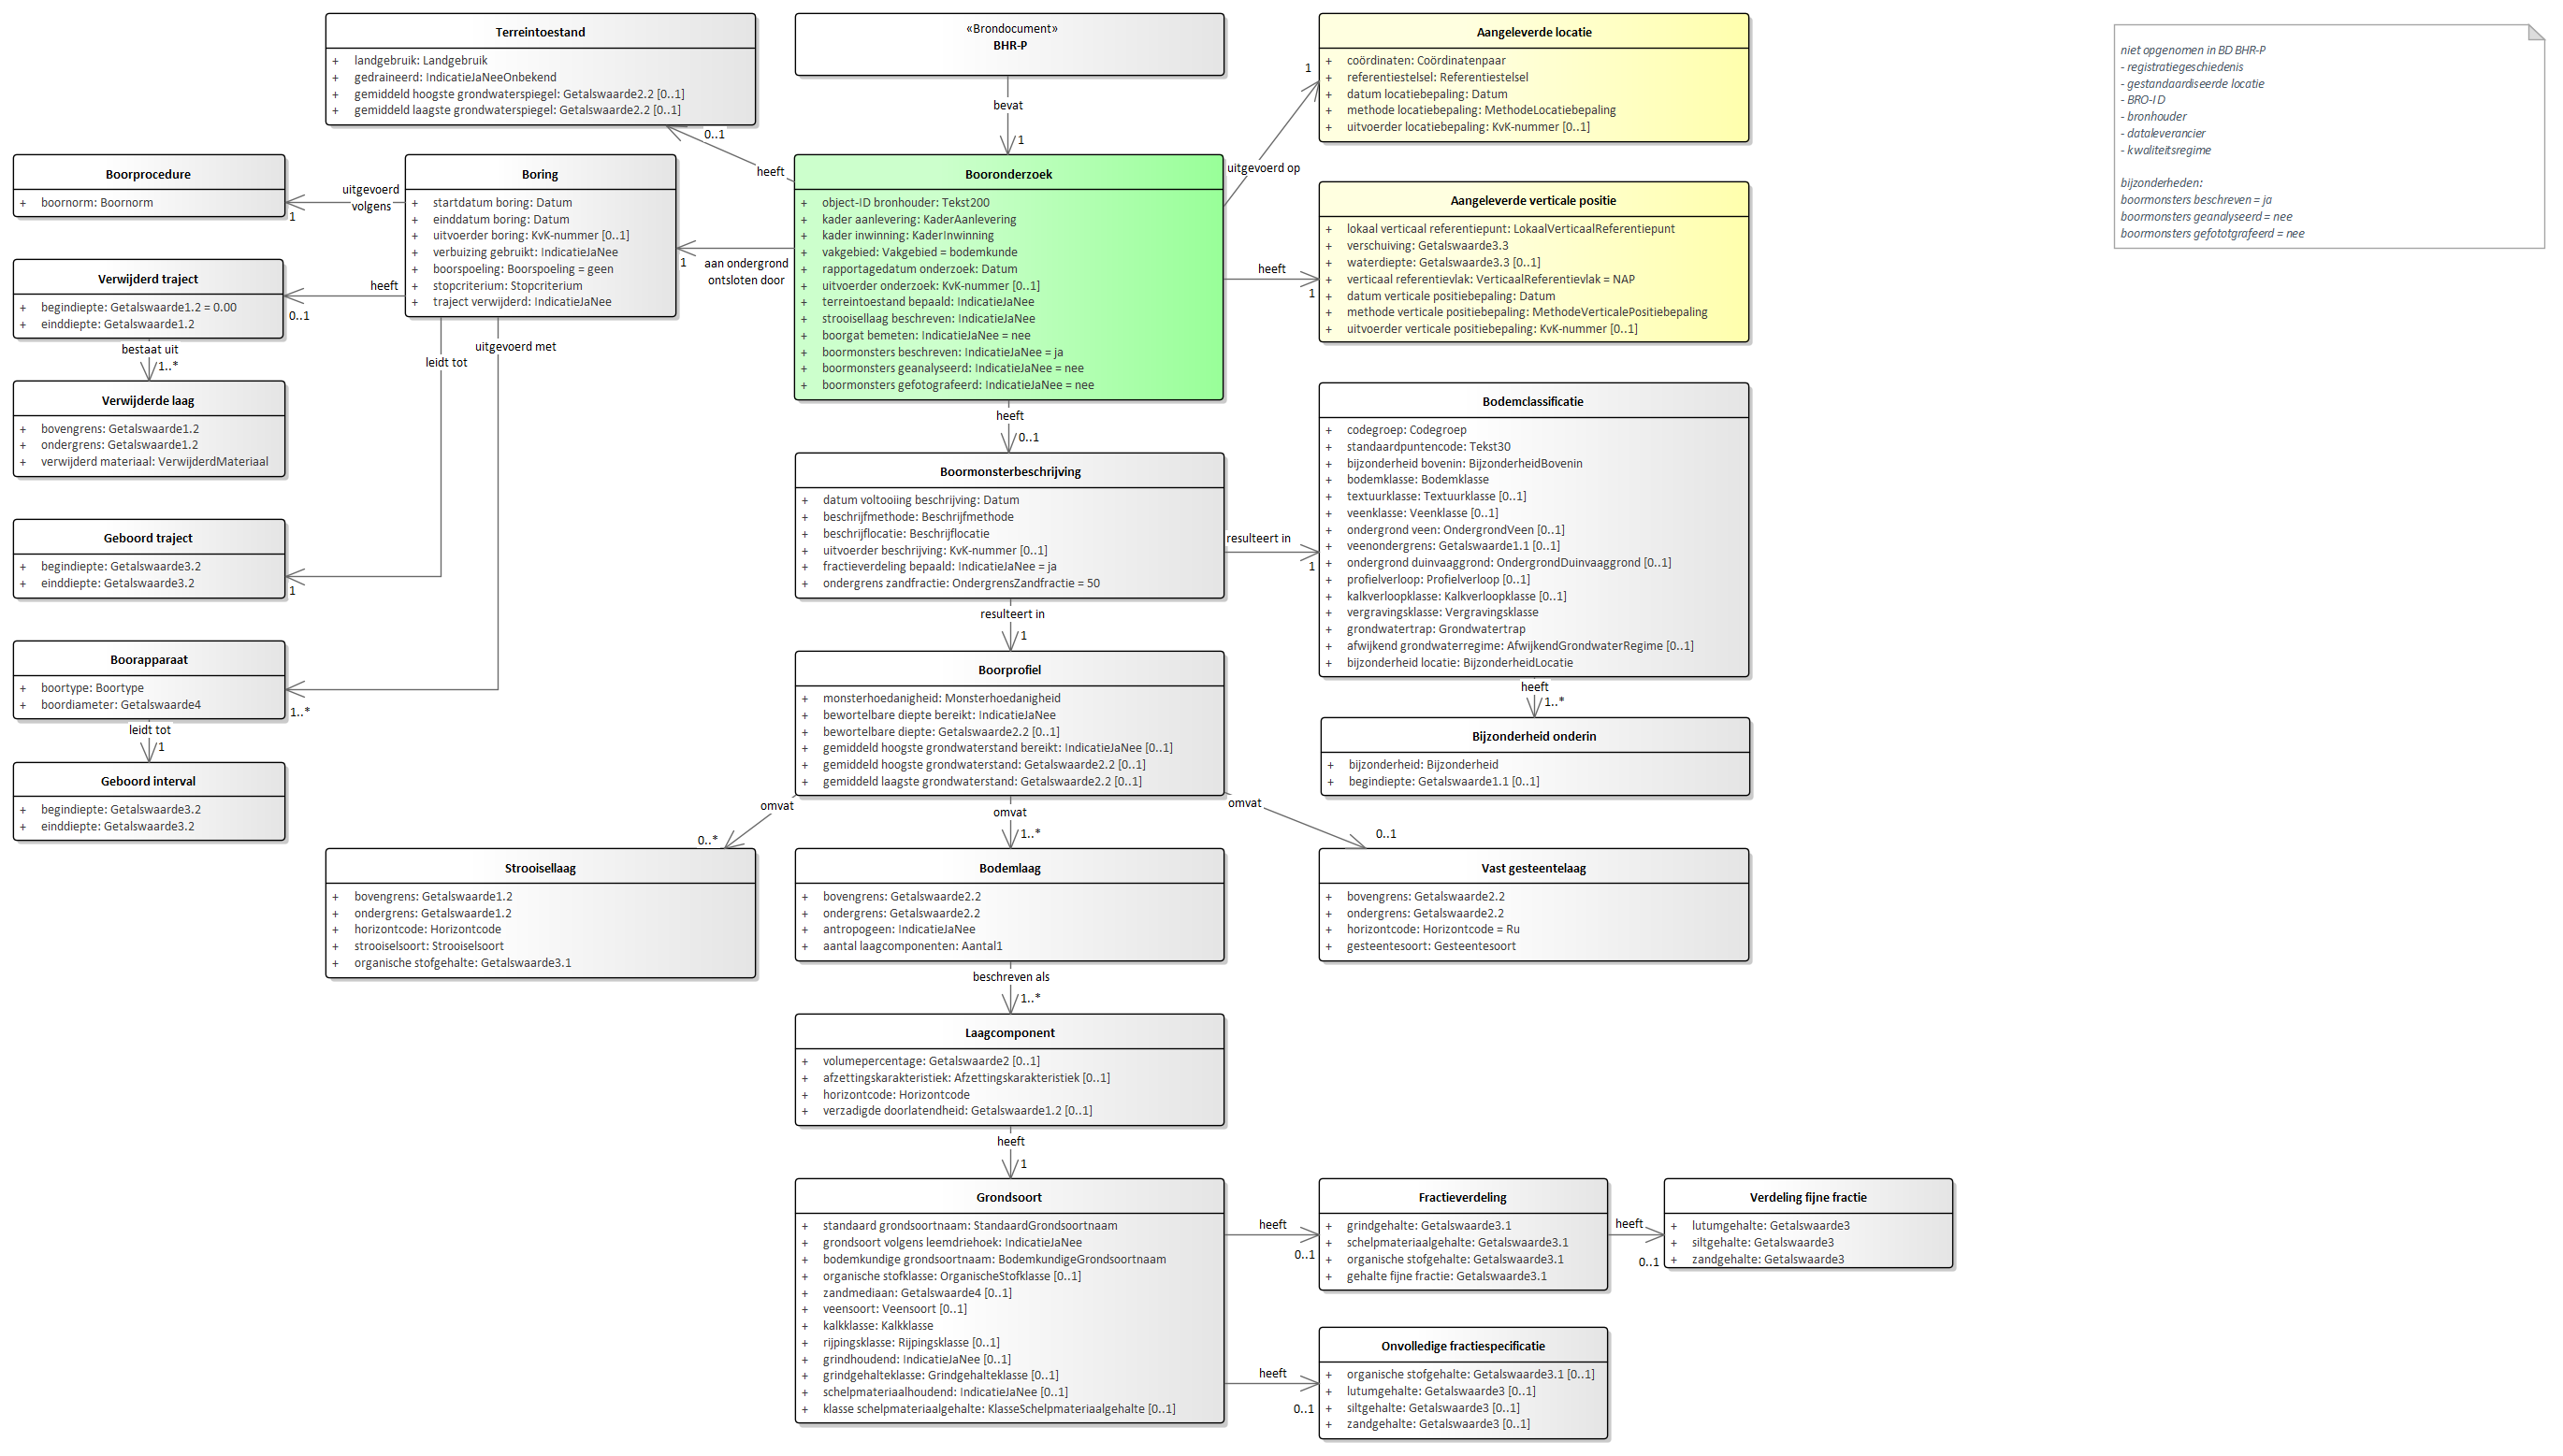 Terreintoestand
+ landgebruik: Landgebruik
+ gedraineerd: IndicatieJaNeeOnbekend
+ gemiddeld hoogste grondwaterspiegel: Getalswaarde2.2 [0..1]
+ gemiddeld laagste grondwaterspiegel: Getalswaarde2.2 [0..1]
«Brondocument»
BHR-P
bevat
1
Aangeleverde locatie
+ coördinaten: Coördinatenpaar
+ referentiestelsel: Referentiestelsel
+ datum locatiebepaling: Datum
+ methode locatiebepaling: MethodeLocatiebepaling
+ uitvoerder locatiebepaling: KvK-nummer [0..1]
1
uitgevoerd op
niet opgenomen in BD BHR-P
- registratiegeschiedenis
- gestandaardiseerde locatie
- BRO-ID
- bronhouder
- dataleverancier
- kwaliteitsregime
bijzonderheden:
boormonsters beschreven = ja
boormonsters geanalyseerd = nee
boormonsters gefototgrafeerd = nee
0..1
heeft
Boorprocedure
+ boornorm: Boornorm
uitgevoerd
volgens
1
Boring
+ startdatum boring: Datum
+ einddatum boring: Datum
+ uitvoerder boring: KvK-nummer [0..1]
+ verbuizing gebruikt: IndicatieJaNee
+ boorspoeling: Boorspoeling = geen
+ stopcriterium: Stopcriterium
+ traject verwijderd: IndicatieJaNee
1
aan ondergrond
ontsloten door
Booronderzoek
+ object-ID bronhouder: Tekst200
+ kader aanlevering: KaderAanlevering
+ kader inwinning: KaderInwinning
+ vakgebied: Vakgebied = bodemkunde
+ rapportagedatum onderzoek: Datum
+ uitvoerder onderzoek: KvK-nummer [0..1]
+ terreintoestand bepaald: IndicatieJaNee
+ strooisellaag beschreven: IndicatieJaNee
+ boorgat bemeten: IndicatieJaNee = nee
+ boormonsters beschreven: IndicatieJaNee = ja
+ boormonsters geanalyseerd: IndicatieJaNee = nee
+ boormonsters gefotografeerd: IndicatieJaNee = nee
heeft
1
Aangeleverde verticale positie
+ lokaal verticaal referentiepunt: LokaalVerticaalReferentiepunt
+ verschuiving: Getalswaarde3.3
+ waterdiepte: Getalswaarde3.3 [0..1]
+ verticaal referentievlak: VerticaalReferentievlak = NAP
+ datum verticale positiebepaling: Datum
+ methode verticale positiebepaling: MethodeVerticalePositiebepaling
+ uitvoerder verticale positiebepaling: KvK-nummer [0..1]
Verwijderd traject
+ begindiepte: Getalswaarde1.2 = 0.00
+ einddiepte: Getalswaarde1.2
heeft
0..1
bestaat uit
1..*
uitgevoerd met
leidt tot
Verwijderde laag
+ bovengrens: Getalswaarde1.2
+ ondergrens: Getalswaarde1.2
+ verwijderd materiaal: VerwijderdMateriaal
heeft
0..1
Boormonsterbeschrijving
+ datum voltooiing beschrijving: Datum
+ beschrijfmethode: Beschrijfmethode
+ beschrijflocatie: Beschrijflocatie
+ uitvoerder beschrijving: KvK-nummer [0..1]
+ fractieverdeling bepaald: IndicatieJaNee = ja
+ ondergrens zandfractie: OndergrensZandfractie = 50
resulteert in
1
Bodemclassificatie
+ codegroep: Codegroep
+ standaardpuntencode: Tekst30
+ bijzonderheid bovenin: BijzonderheidBovenin
+ bodemklasse: Bodemklasse
+ textuurklasse: Textuurklasse [0..1]
+ veenklasse: Veenklasse [0..1]
+ ondergrond veen: OndergrondVeen [0..1]
+ veenondergrens: Getalswaarde1.1 [0..1]
+ ondergrond duinvaaggrond: OndergrondDuinvaaggrond [0..1]
+ profielverloop: Profielverloop [0..1]
+ kalkverloopklasse: Kalkverloopklasse [0..1]
+ vergravingsklasse: Vergravingsklasse
+ grondwatertrap: Grondwatertrap
+ afwijkend grondwaterregime: AfwijkendGrondwaterRegime [0..1]
+ bijzonderheid locatie: BijzonderheidLocatie
heeft
1..*
Bijzonderheid onderin
+ bijzonderheid: Bijzonderheid
+ begindiepte: Getalswaarde1.1 [0..1]
Geboord traject
+ begindiepte: Getalswaarde3.2
+ einddiepte: Getalswaarde3.2
1
Boorapparaat
+ boortype: Boortype
+ boordiameter: Getalswaarde4
1..*
leidt tot
1
Geboord interval
+ begindiepte: Getalswaarde3.2
+ einddiepte: Getalswaarde3.2
resulteert in
1
Boorprofiel
+ monsterhoedanigheid: Monsterhoedanigheid
+ bewortelbare diepte bereikt: IndicatieJaNee
+ bewortelbare diepte: Getalswaarde2.2 [0..1]
+ gemiddeld hoogste grondwaterstand bereikt: IndicatieJaNee [0..1]
+ gemiddeld hoogste grondwaterstand: Getalswaarde2.2 [0..1]
+ gemiddeld laagste grondwaterstand: Getalswaarde2.2 [0..1]
omvat
0..*
omvat
1..*
omvat
0..1
Strooisellaag
+ bovengrens: Getalswaarde1.2
+ ondergrens: Getalswaarde1.2
+ horizontcode: Horizontcode
+ strooiselsoort: Strooiselsoort
+ organische stofgehalte: Getalswaarde3.1
Bodemlaag
+ bovengrens: Getalswaarde2.2
+ ondergrens: Getalswaarde2.2
+ antropogeen: IndicatieJaNee
+ aantal laagcomponenten: Aantal1
Vast gesteentelaag
+ bovengrens: Getalswaarde2.2
+ ondergrens: Getalswaarde2.2
+ horizontcode: Horizontcode = Ru
+ gesteentesoort: Gesteentesoort
beschreven als
1..*
Laagcomponent
+ volumepercentage: Getalswaarde2 [0..1]
+ afzettingskarakteristiek: Afzettingskarakteristiek [0..1]
+ horizontcode: Horizontcode
+ verzadigde doorlatendheid: Getalswaarde1.2 [0..1]
heeft
1
Grondsoort
+ standaard grondsoortnaam: StandaardGrondsoortnaam
+ grondsoort volgens leemdriehoek: IndicatieJaNee
+ bodemkundige grondsoortnaam: BodemkundigeGrondsoortnaam
+ organische stofklasse: OrganischeStofklasse [0..1]
+ zandmediaan: Getalswaarde4 [0..1]
+ veensoort: Veensoort [0..1]
+ kalkklasse: Kalkklasse
+ rijpingsklasse: Rijpingsklasse [0..1]
+ grindhoudend: IndicatieJaNee [0..1]
+ grindgehalteklasse: Grindgehalteklasse [0..1]
+ schelpmateriaalhoudend: IndicatieJaNee [0..1]
+ klasse schelpmateriaalgehalte: KlasseSchelpmateriaalgehalte [0..1]
heeft
0..1
Fractieverdeling
+ grindgehalte: Getalswaarde3.1
+ schelpmateriaalgehalte: Getalswaarde3.1
+ organische stofgehalte: Getalswaarde3.1
+ gehalte fijne fractie: Getalswaarde3.1
heeft
0..1
Verdeling fijne fractie
+ lutumgehalte: Getalswaarde3
+ siltgehalte: Getalswaarde3
+ zandgehalte: Getalswaarde3
heeft
0..1
Onvolledige fractiespecificatie
+ organische stofgehalte: Getalswaarde3.1 [0..1]
+ lutumgehalte: Getalswaarde3 [0..1]
+ siltgehalte: Getalswaarde3 [0..1]
+ zandgehalte: Getalswaarde3 [0..1]